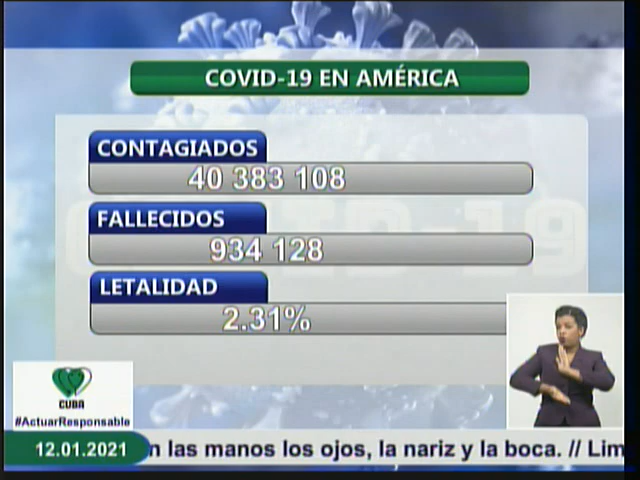 COVID-19 EN AMÉRICA
CONTAGIADOS
40 383 108
FALLECIDOS
934 128
LETALIDAD
2.31%
CUBA
#ActuarResponsable
12.01.2021
las manos los ojos, la nariz y la boca. //